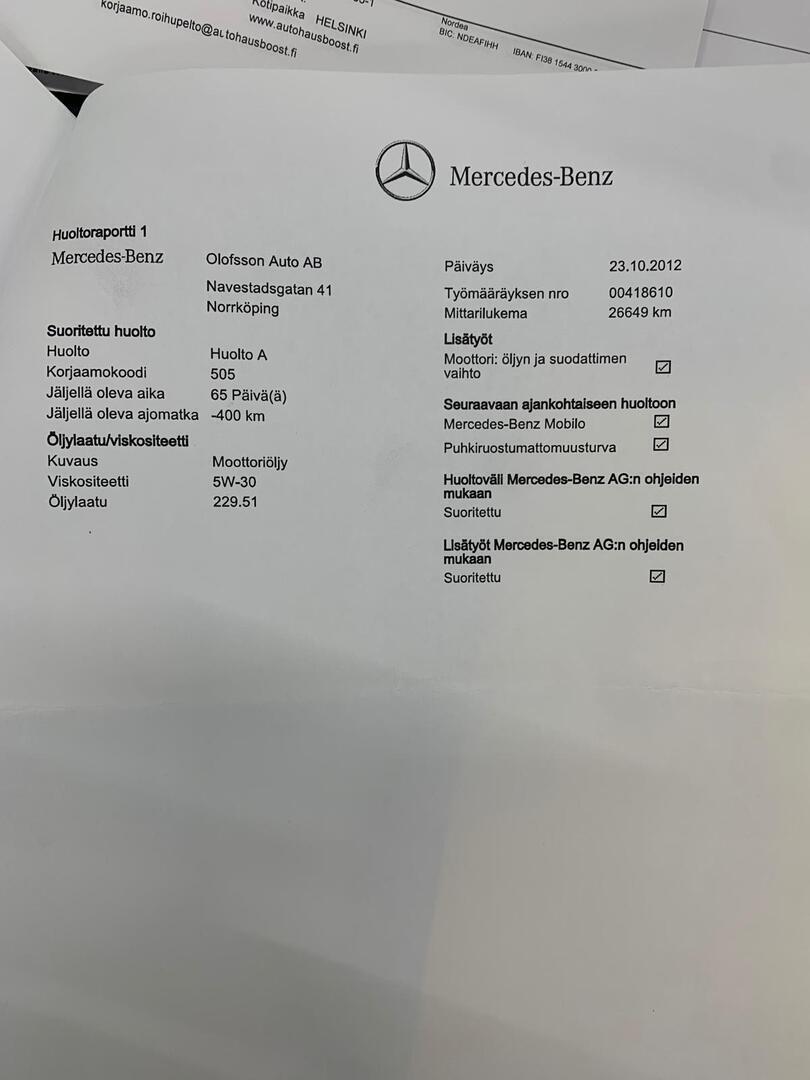 korjaamo.roihupelto@autohausboost.fi
Kotipaikka HELSINKI
www.autohausboost.fi
Nordea
BIC: NDEAFIHH IBAN: FI38 1544 3000
Mercedes-Benz
Huoltoraportti 1
Mercedes-Benz Olofsson Auto AB
Navestadsgatan 41
Norrköping
Suoritettu huolto
Huolto Huolto A
Korjaamokoodi 505
Jäljellä oleva aika 65 Päivä(ä)
Jäljellä oleva ajomatka -400 km
Öljylaatu/viskositeetti
Kuvaus Moottoriöljy
Viskositeetti 5W-30
Öljylaatu 229.51
Päiväys 23.10.2012
Työmääräyksen nro 00418610
Mittarilukema 26649 km
Lisätyöt
Moottori: öljyn ja suodattimen
vaihto
Seuraavaan ajankohtaiseen huoltoon
Mercedes-Benz Mobilo
Puhkiruostumattomuusturva
Huoltoväli Mercedes-Benz AG:n ohjeiden
mukaan
Suoritettu
Lisätyöt Mercedes-Benz AG:n ohjeiden
mukaan
Suoritettu